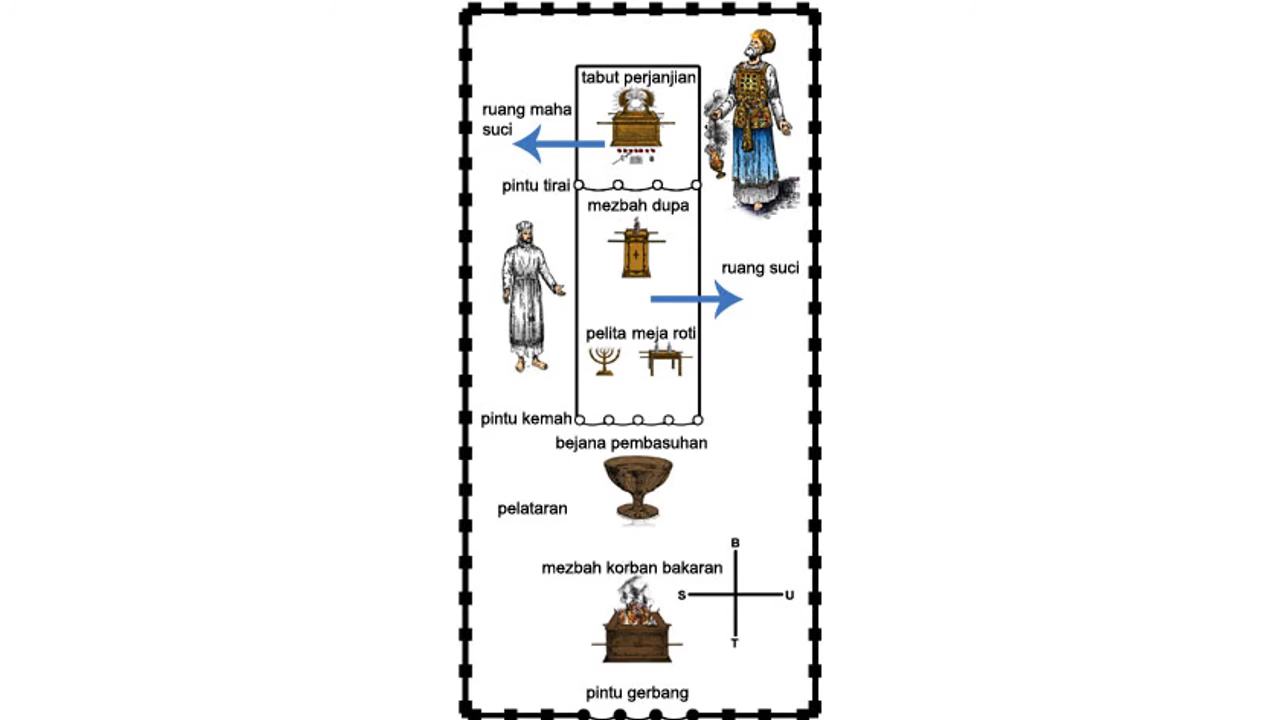 tabut perjanjian
ruang maha
suci
pintu tirai
mezbah dupa
ruang suci
pelita meja roti
pintu kemah
bejana pembasuhan
pelataran
B
mezbah korban bakaran
S U
T
pintu gerbang